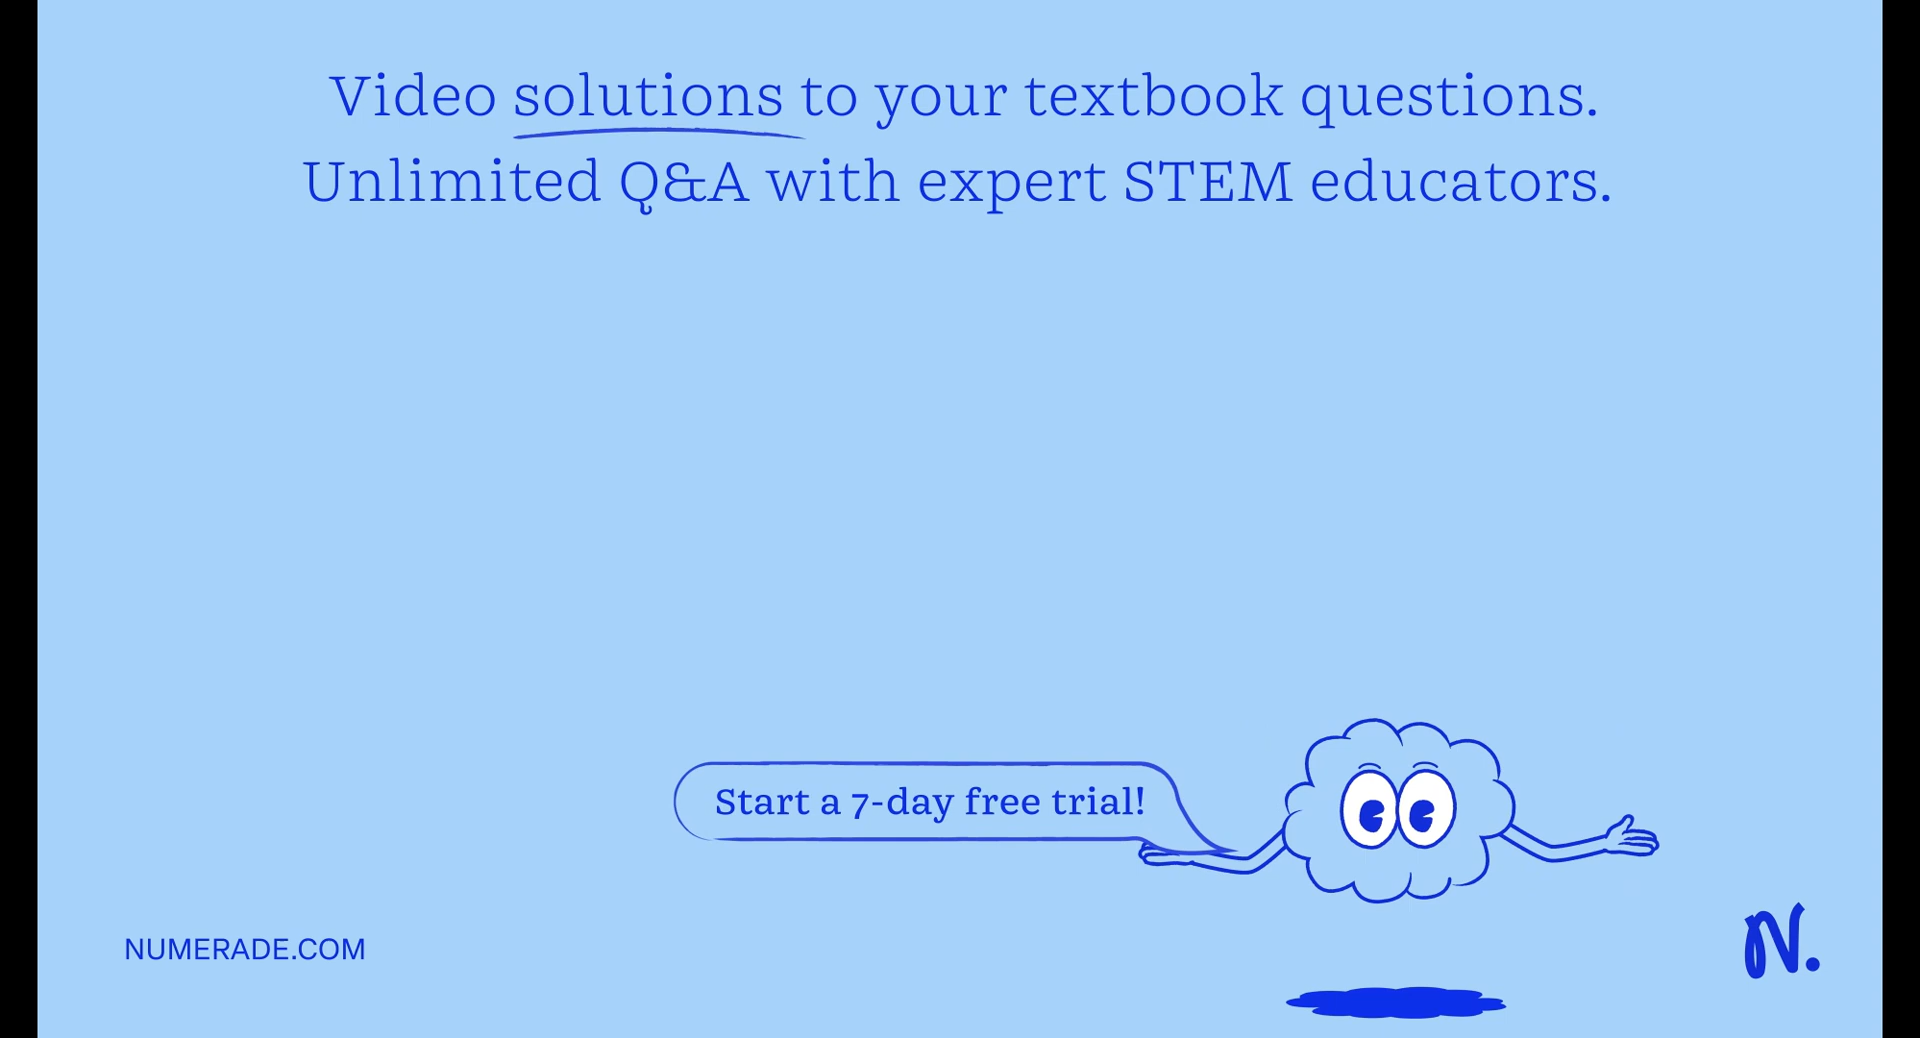 Video solutions to your textbook questions.
Unlimited Q&A with expert STEM educators.
Start a 7-day free trial!
NUMERADE.COM
N.